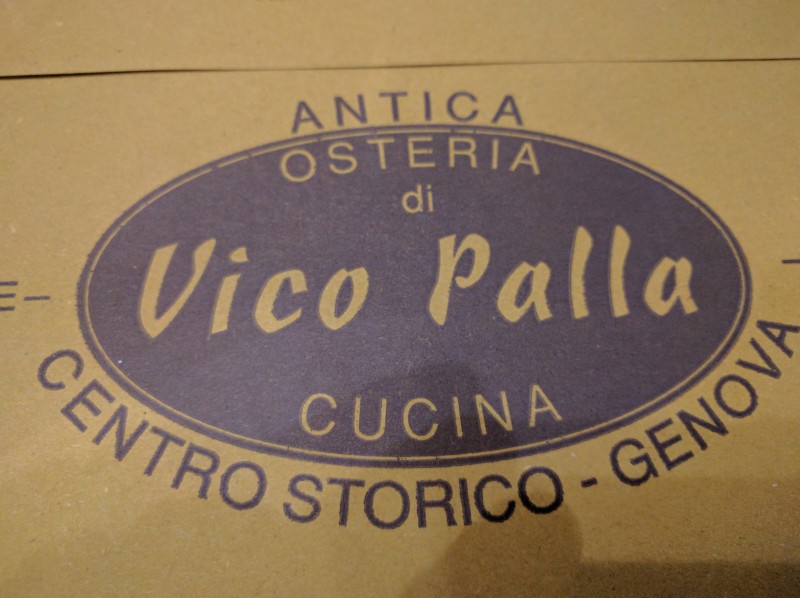 ANTICA
OSTERIA
di
Vico Palla
CUCINA
CENTRO STORICO - GENOVA